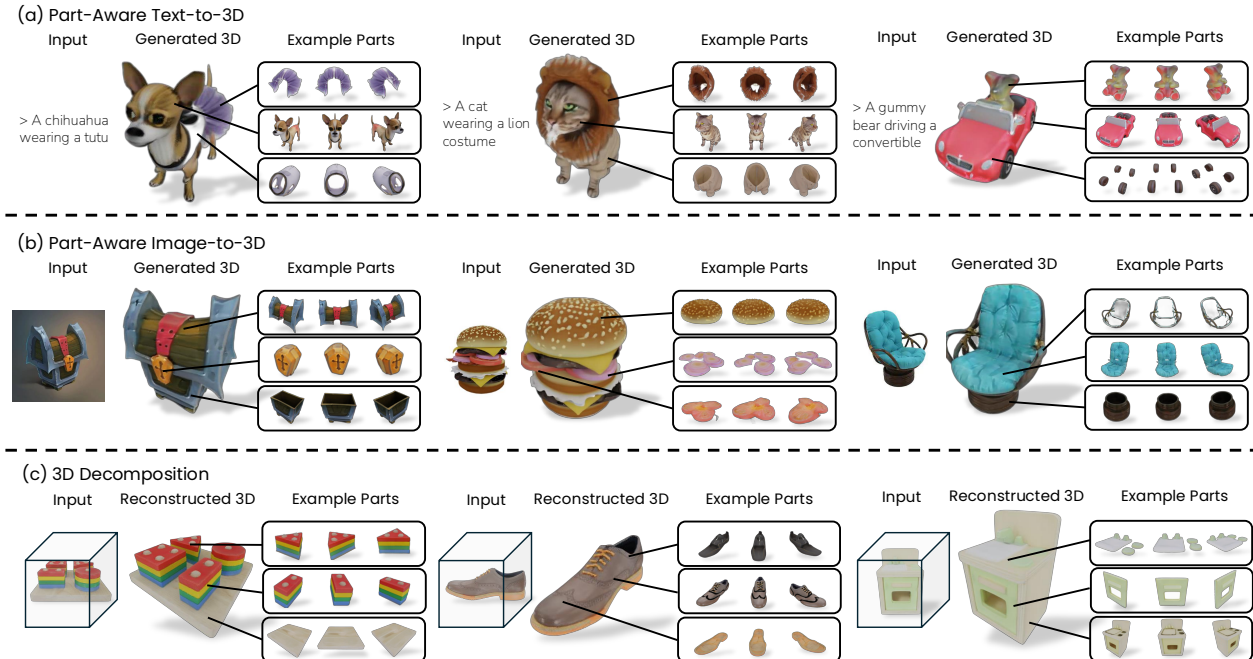 (a) Part-Aware Text-to-3D
Input Generated 3D Example Parts
> A chihuahua
wearing a tutu
Input Generated 3D Example Parts
> A cat
wearing a lion
costume
Input Generated 3D Example Parts
> A gummy
bear driving a
convertible
(b) Part-Aware Image-to-3D
Input Generated 3D Example Parts
Input Generated 3D Example Parts
Input Generated 3D Example Parts
(c) 3D Decomposition
Input Reconstructed 3D Example Parts
Input Reconstructed 3D Example Parts
Input Reconstructed 3D Example Parts